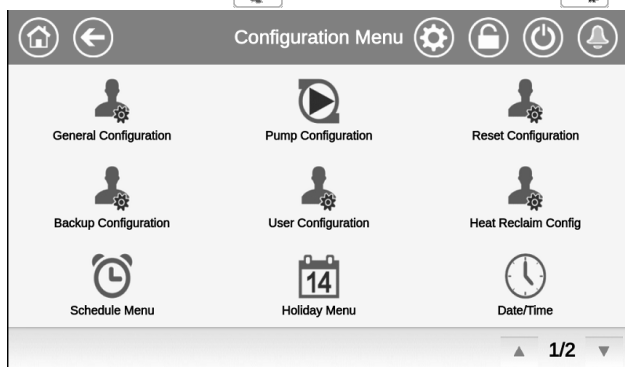 Configuration Menu
General Configuration
Pump Configuration
Reset Configuration
Backup Configuration
User Configuration
Heat Reclaim Config
14
Schedule Menu
Holiday Menu
Date/Time
1/2